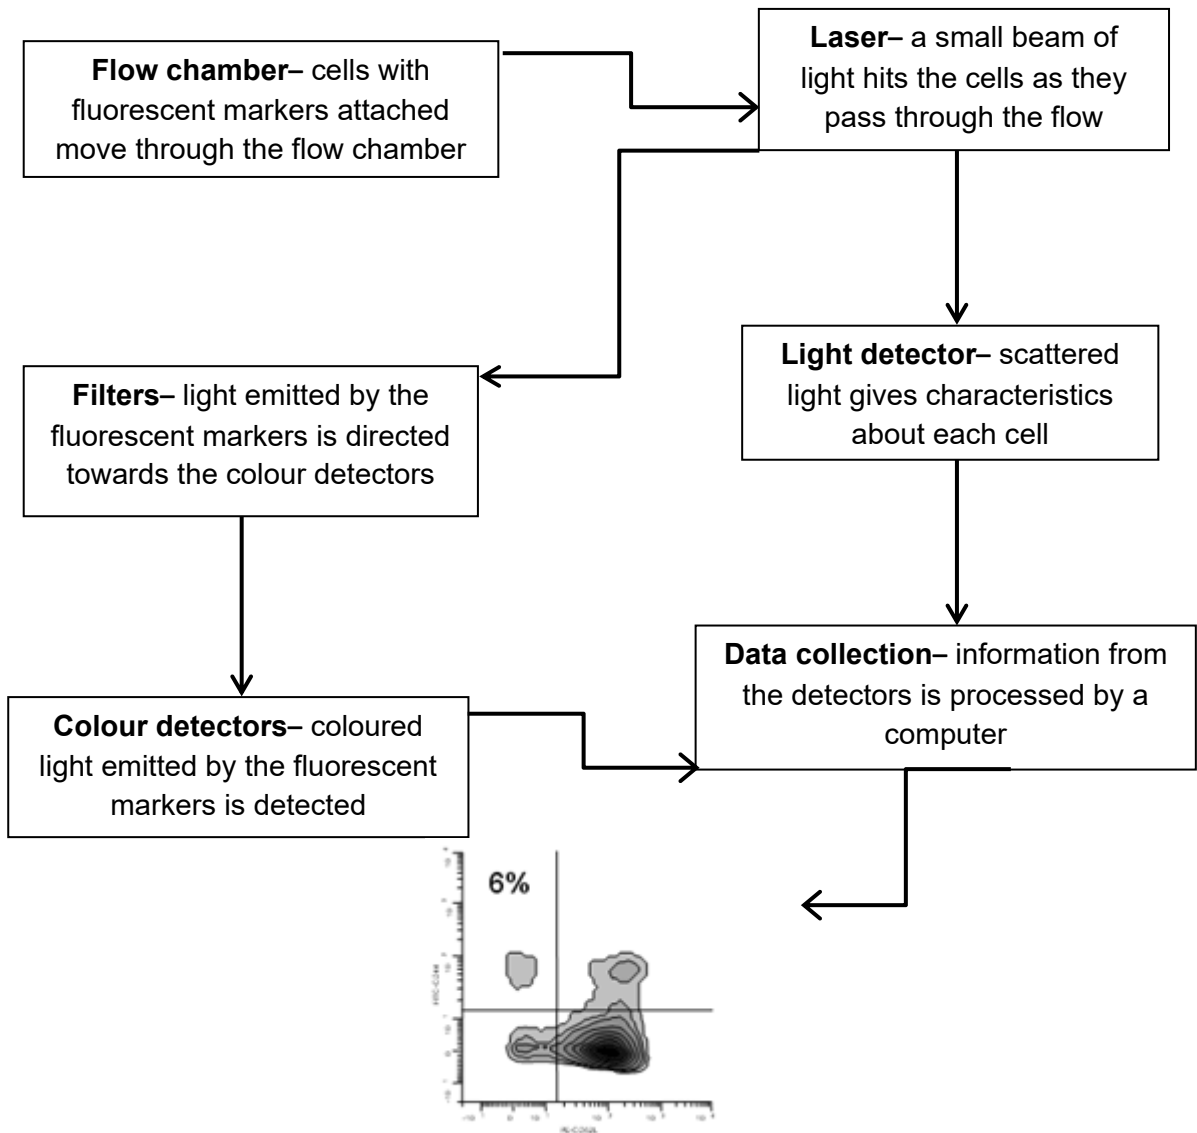 Flow chamber– cells with
fluorescent markers attached
move through the flow chamber
Laser– a small beam of
light hits the cells as they
pass through the flow
Filters– light emitted by the
fluorescent markers is directed
towards the colour detectors
Light detector– scattered
light gives characteristics
about each cell
Colour detectors– coloured
light emitted by the fluorescent
markers is detected
Data collection– information from
the detectors is processed by a
computer
6%